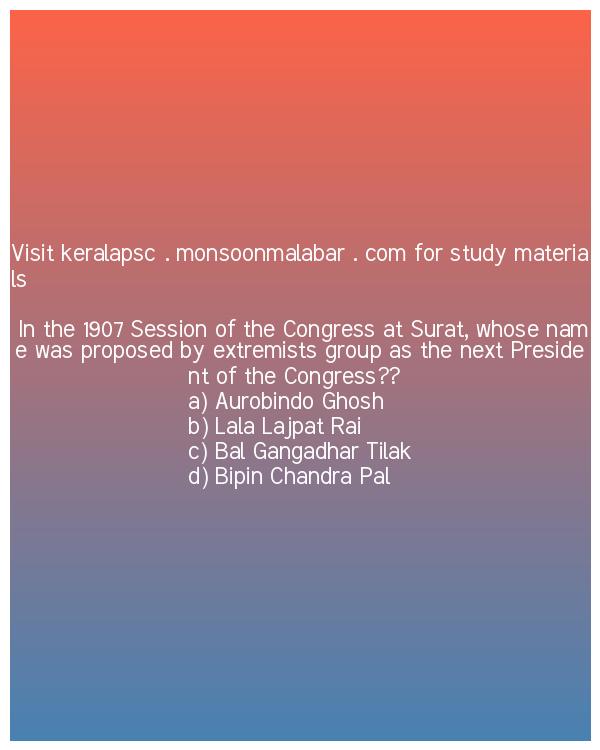 Visit keralapsc . monsoonmalabar . com for study materia
ls
In the 1907 Session of the Congress at Surat, whose nam
e was proposed by extremists group as the next Preside
nt of the Congress??
a) Aurobindo Ghosh
b) Lala Lajpat Rai
c) Bal Gangadhar Tilak
d) Bipin Chandra Pal